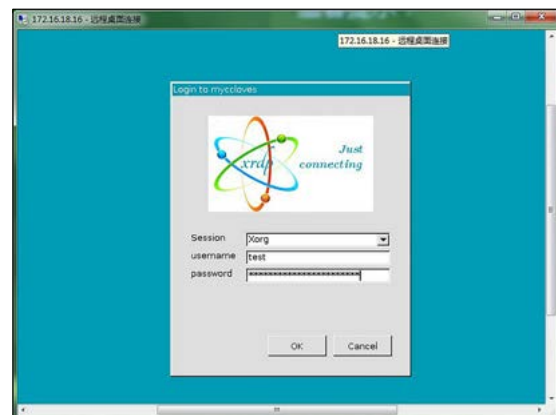 172.16.18.16 - 远程桌面连接
172.16.18.16 - 远程桌面连接
Login to myeclaves
xrdp
Just
connecting
Session Xorg
username test
password ***********************
OK Cancel